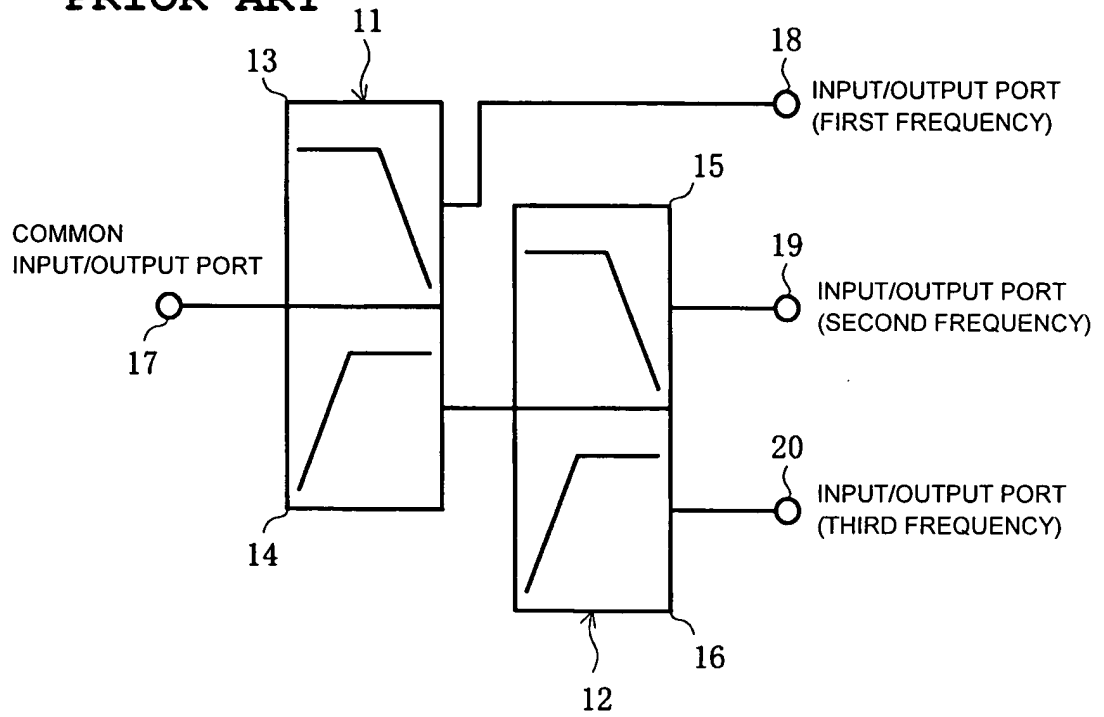 PRIOR ART
11
18
13
INPUT/OUTPUT PORT
(FIRST FREQUENCY)
15
COMMON
INPUT/OUTPUT PORT
19
INPUT/OUTPUT PORT
(SECOND FREQUENCY)
17
20
INPUT/OUTPUT PORT
(THIRD FREQUENCY)
14
16
12